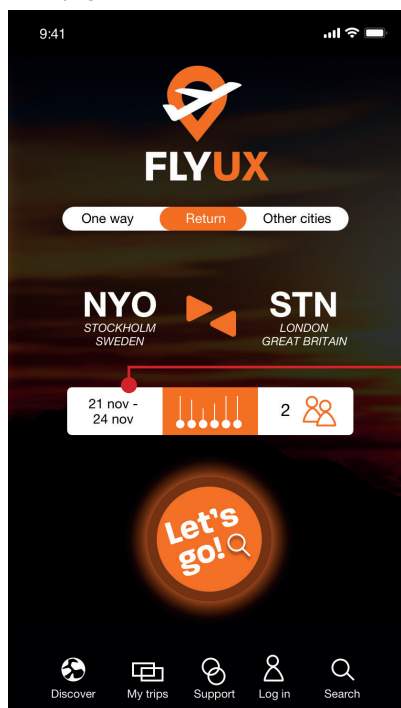 9:41
FLYUX
One way Return Other cities
NYO STN
STOCKHOLM LONDON
SWEDEN GREAT BRITAIN
21 nov -
24 nov
2
Let's
go!
Discover My trips Support Log in Search